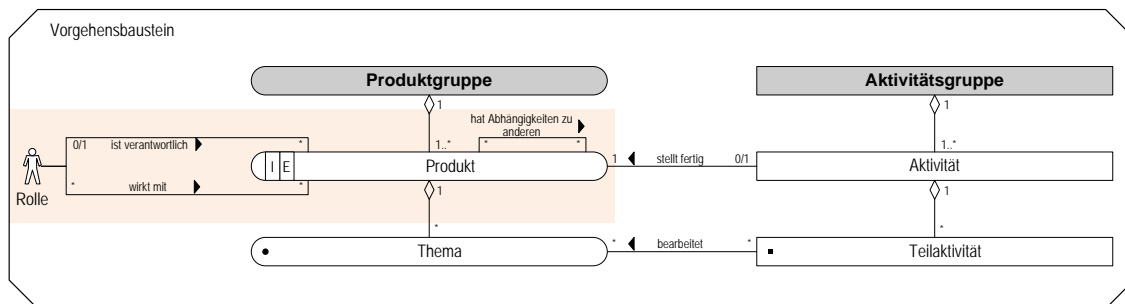 Vorgehensbaustein
Produktgruppe
Aktivitätsgruppe
1
1
hat Abhängigkeiten zu
anderen
0/1 ist verantwortlich *
1..*
* *
1..*
I E
Produkt
1 stellt fertig 0/1
Aktivität
* wirkt mit *
Rolle
1
1
*
*
Thema
* bearbeitet *
Teilaktivität